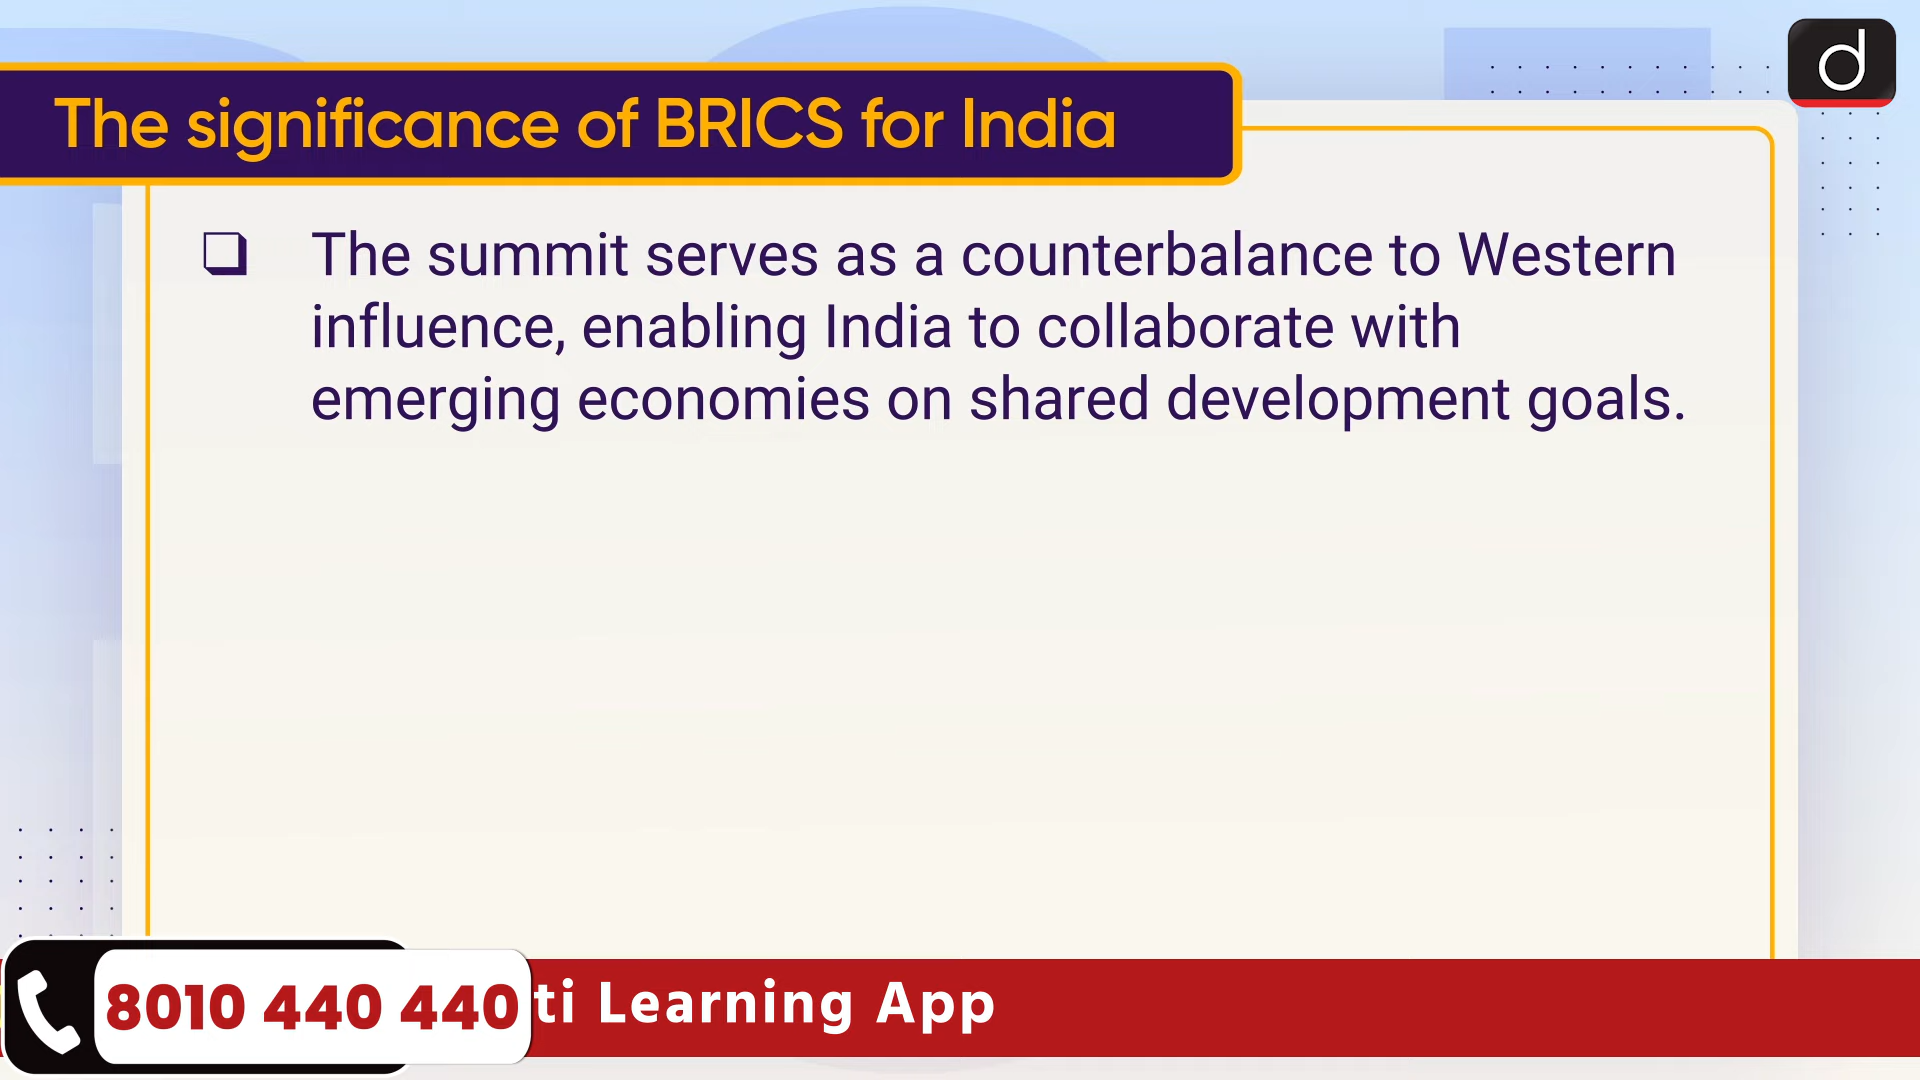 The significance of BRICS for India
The summit serves as a counterbalance to Western
influence, enabling India to collaborate with
emerging economies on shared development goals.
8010 440 440
ti Learning App